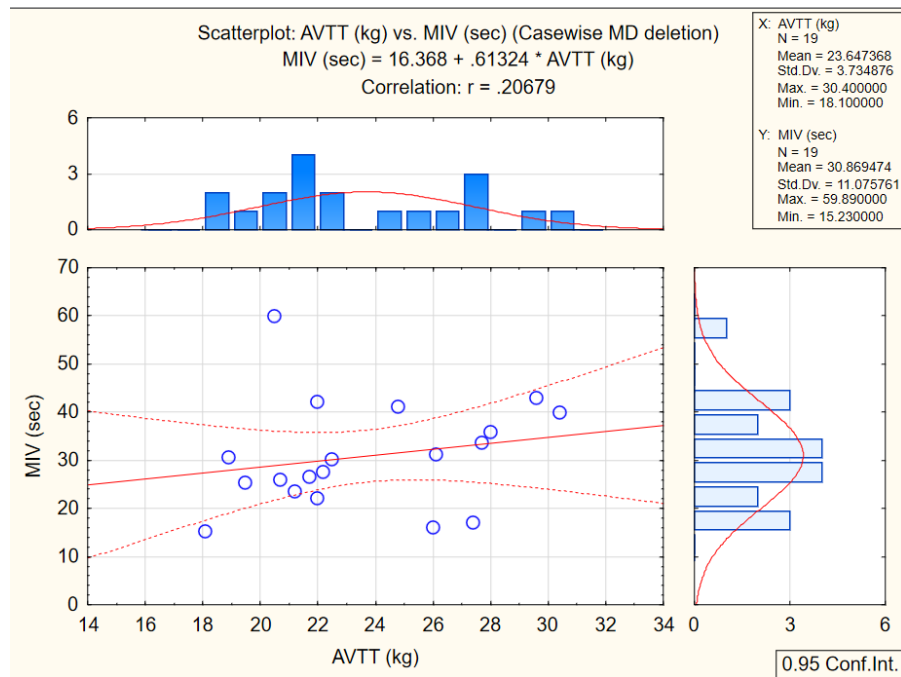 Scatterplot: AVTT (kg) vs. MIV (sec) (Casewise MD deletion)
MIV (sec) = 16.368 + .61324 * AVTT (kg)
Correlation: r = .20679
X: AVTT (kg)
N = 19
Mean = 23.647368
Std.Dv. = 3.734876
Max. = 30.400000
Min. = 18.100000
Y: MIV (sec)
N = 19
Mean = 30.869474
Std.Dv. = 11.075761
Max. = 59.890000
Min. = 15.230000
6
3
0
70
60
50
40
30
20
10
0
MIV (sec)
14 16 18 20 22 24 26 28 30 32 34
AVTT (kg)
0 3 6
0.95 Conf.Int.